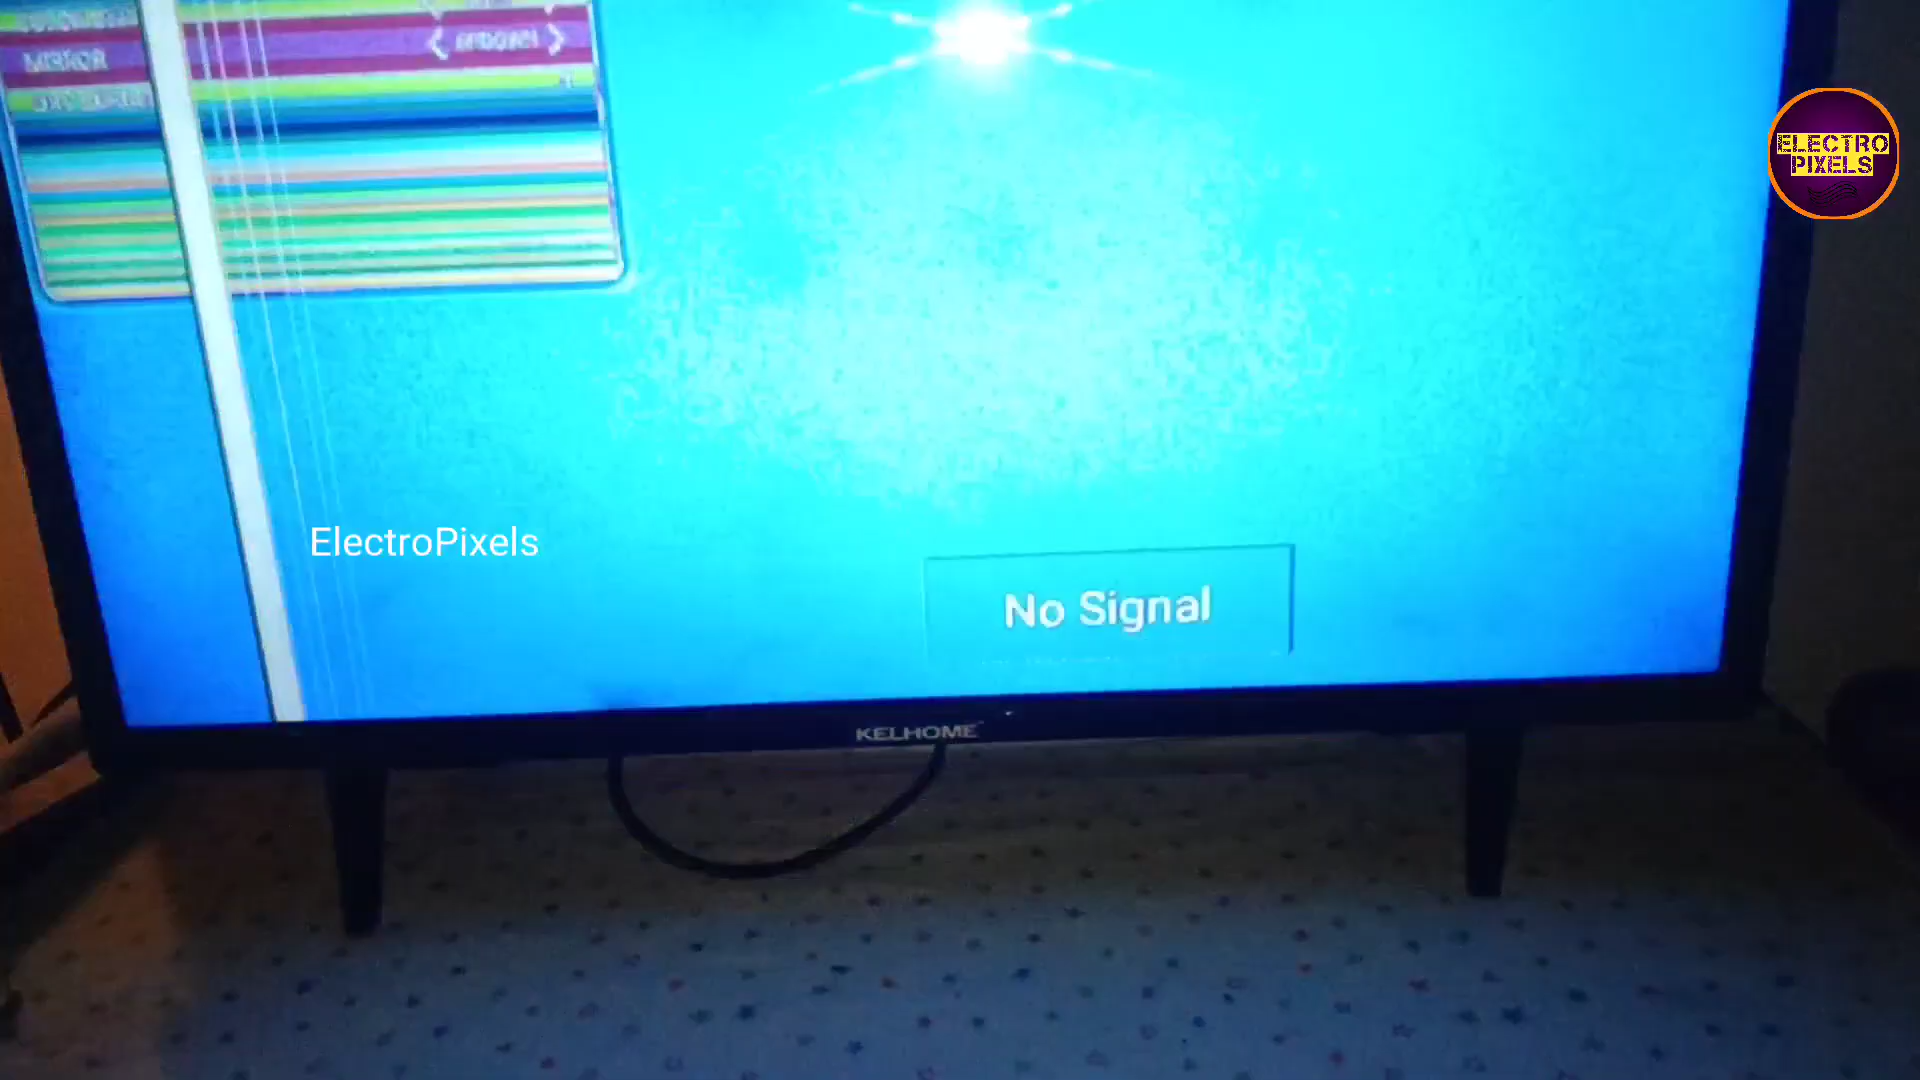 MIRROR
ELECTRO
PIXELS
ElectroPixels
No Signal
KELHOME